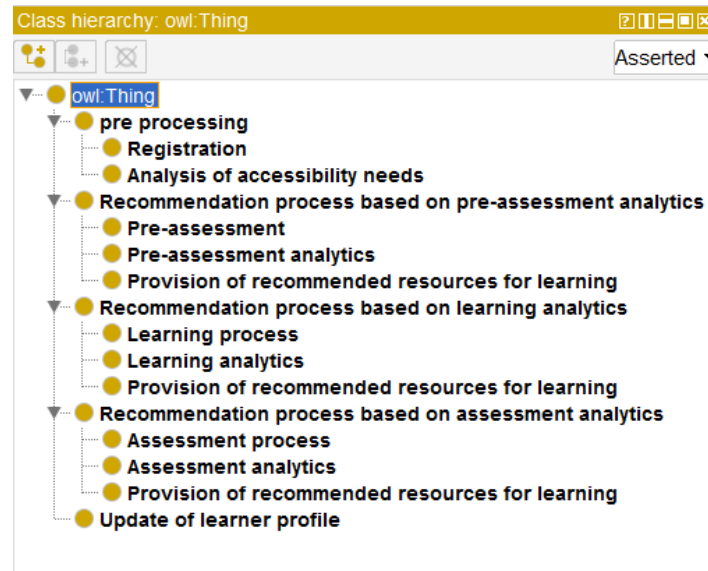 Class hierarchy: owl:Thing
Asserted
owl:Thing
pre processing
Registration
Analysis of accessibility needs
Recommendation process based on pre-assessment analytics
Pre-assessment
Pre-assessment analytics
Provision of recommended resources for learning
Recommendation process based on learning analytics
Learning process
Learning analytics
Provision of recommended resources for learning
Recommendation process based on assessment analytics
Assessment process
Assessment analytics
Provision of recommended resources for learning
Update of learner profile